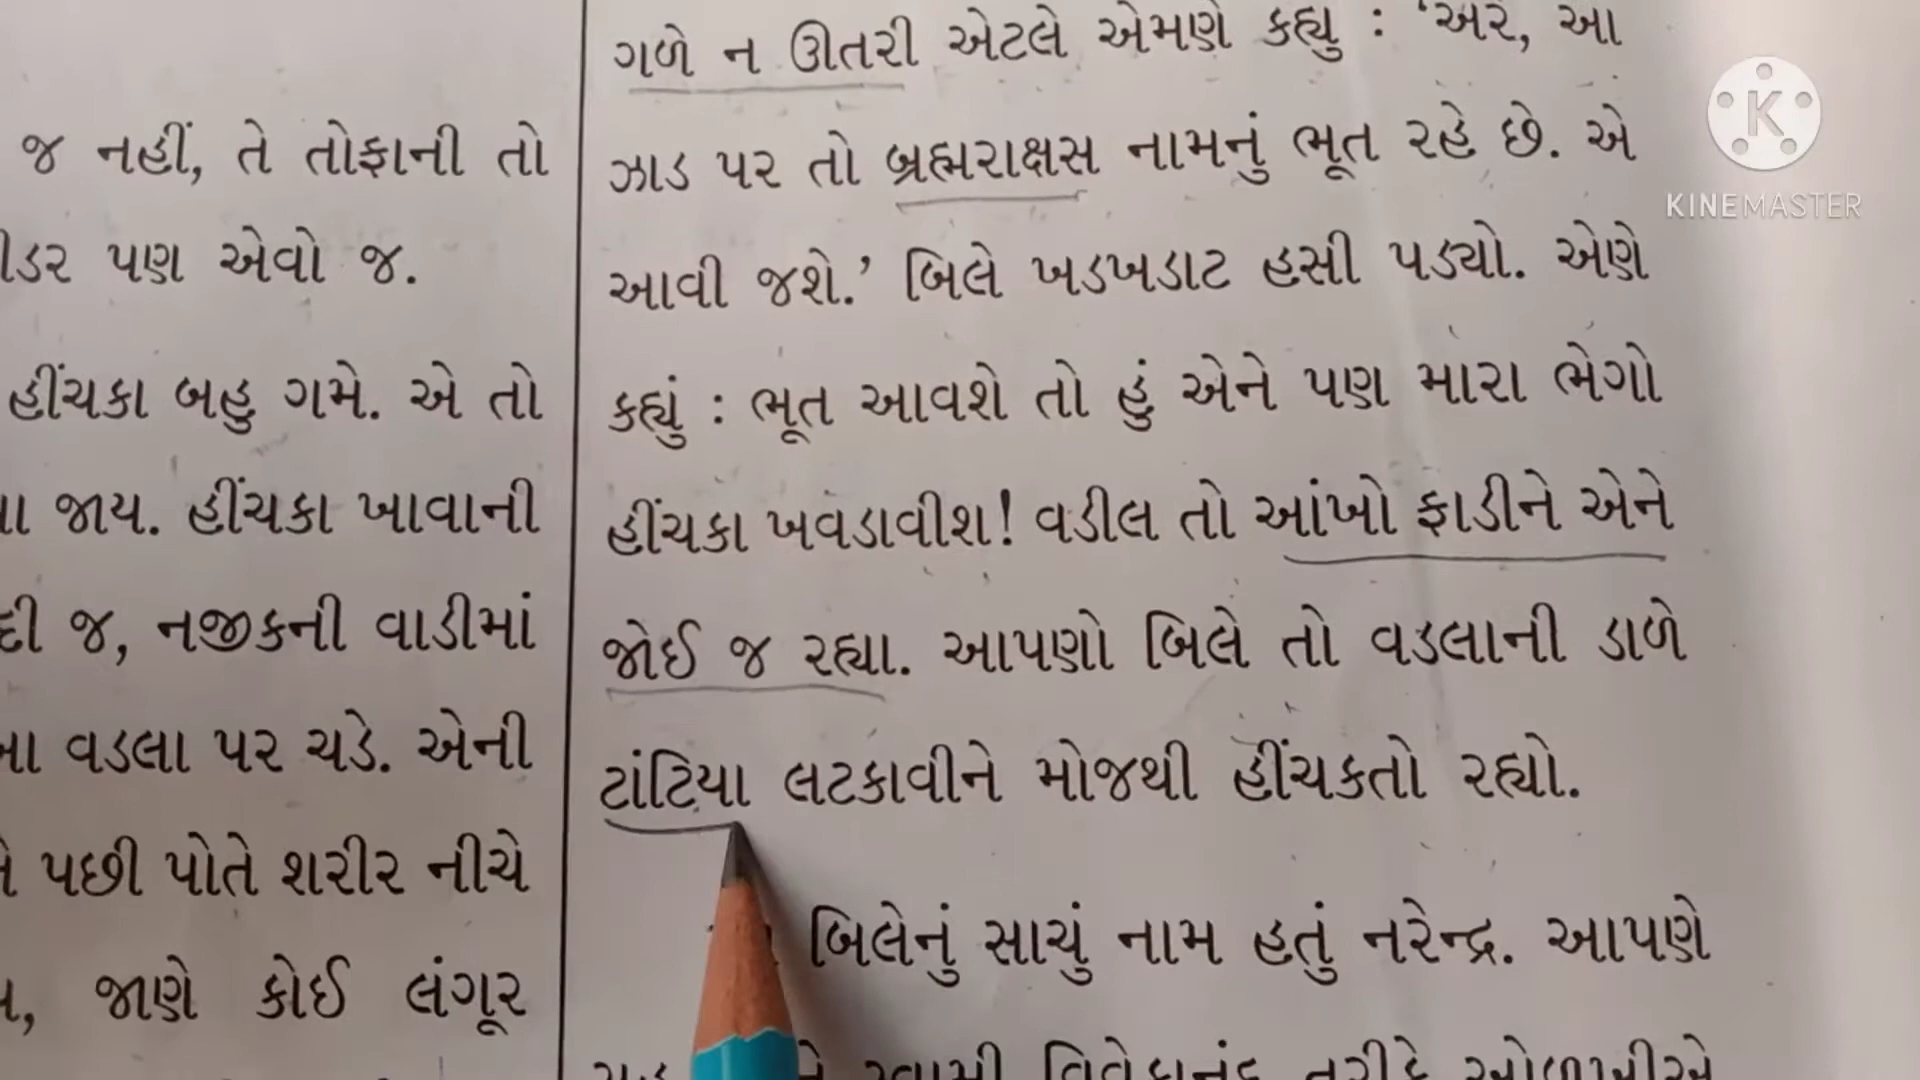 જ નહીં, તે તોફાની તો
પણ એવો જ.
હીંચકા બહુ ગમે. એ તો
જાય. હીંચકા ખાવાની
જ, નજીકની વાડીમાં
વડલા પર ચડે. એની
પછી પોતે શરીર નીચે
જાણે કોઈ લંગૂર
ગળે ન ઊતરી એટલે એમણે કહ્યુ : ‘અરે, આ
ઝાડ પર તો બ્રહ્મરાક્ષસ નામનું ભૂત રહે છે. એ
આવી જશે.’ બિલે ખડખડાટ હસી પડ્યો. એણે
કહ્યું : ભૂત આવશે તો હું એને પણ મારા ભેગો
હીંચકા ખવડાવીશ! વડીલ તો આંખો ફાડીને એને
જોઈ જ રહ્યા. આપણો બિલે તો વડલાની ડાળે
ટાંટિયા લટકાવીને મોજથી હીંચકતો રહ્યો.
બિલેનું સાચું નામ હતું નરેન્દ્ર. આપણે
સ્વામી વિવેકાનંદ તરીકે ઓળખીએ
KINEMASTER